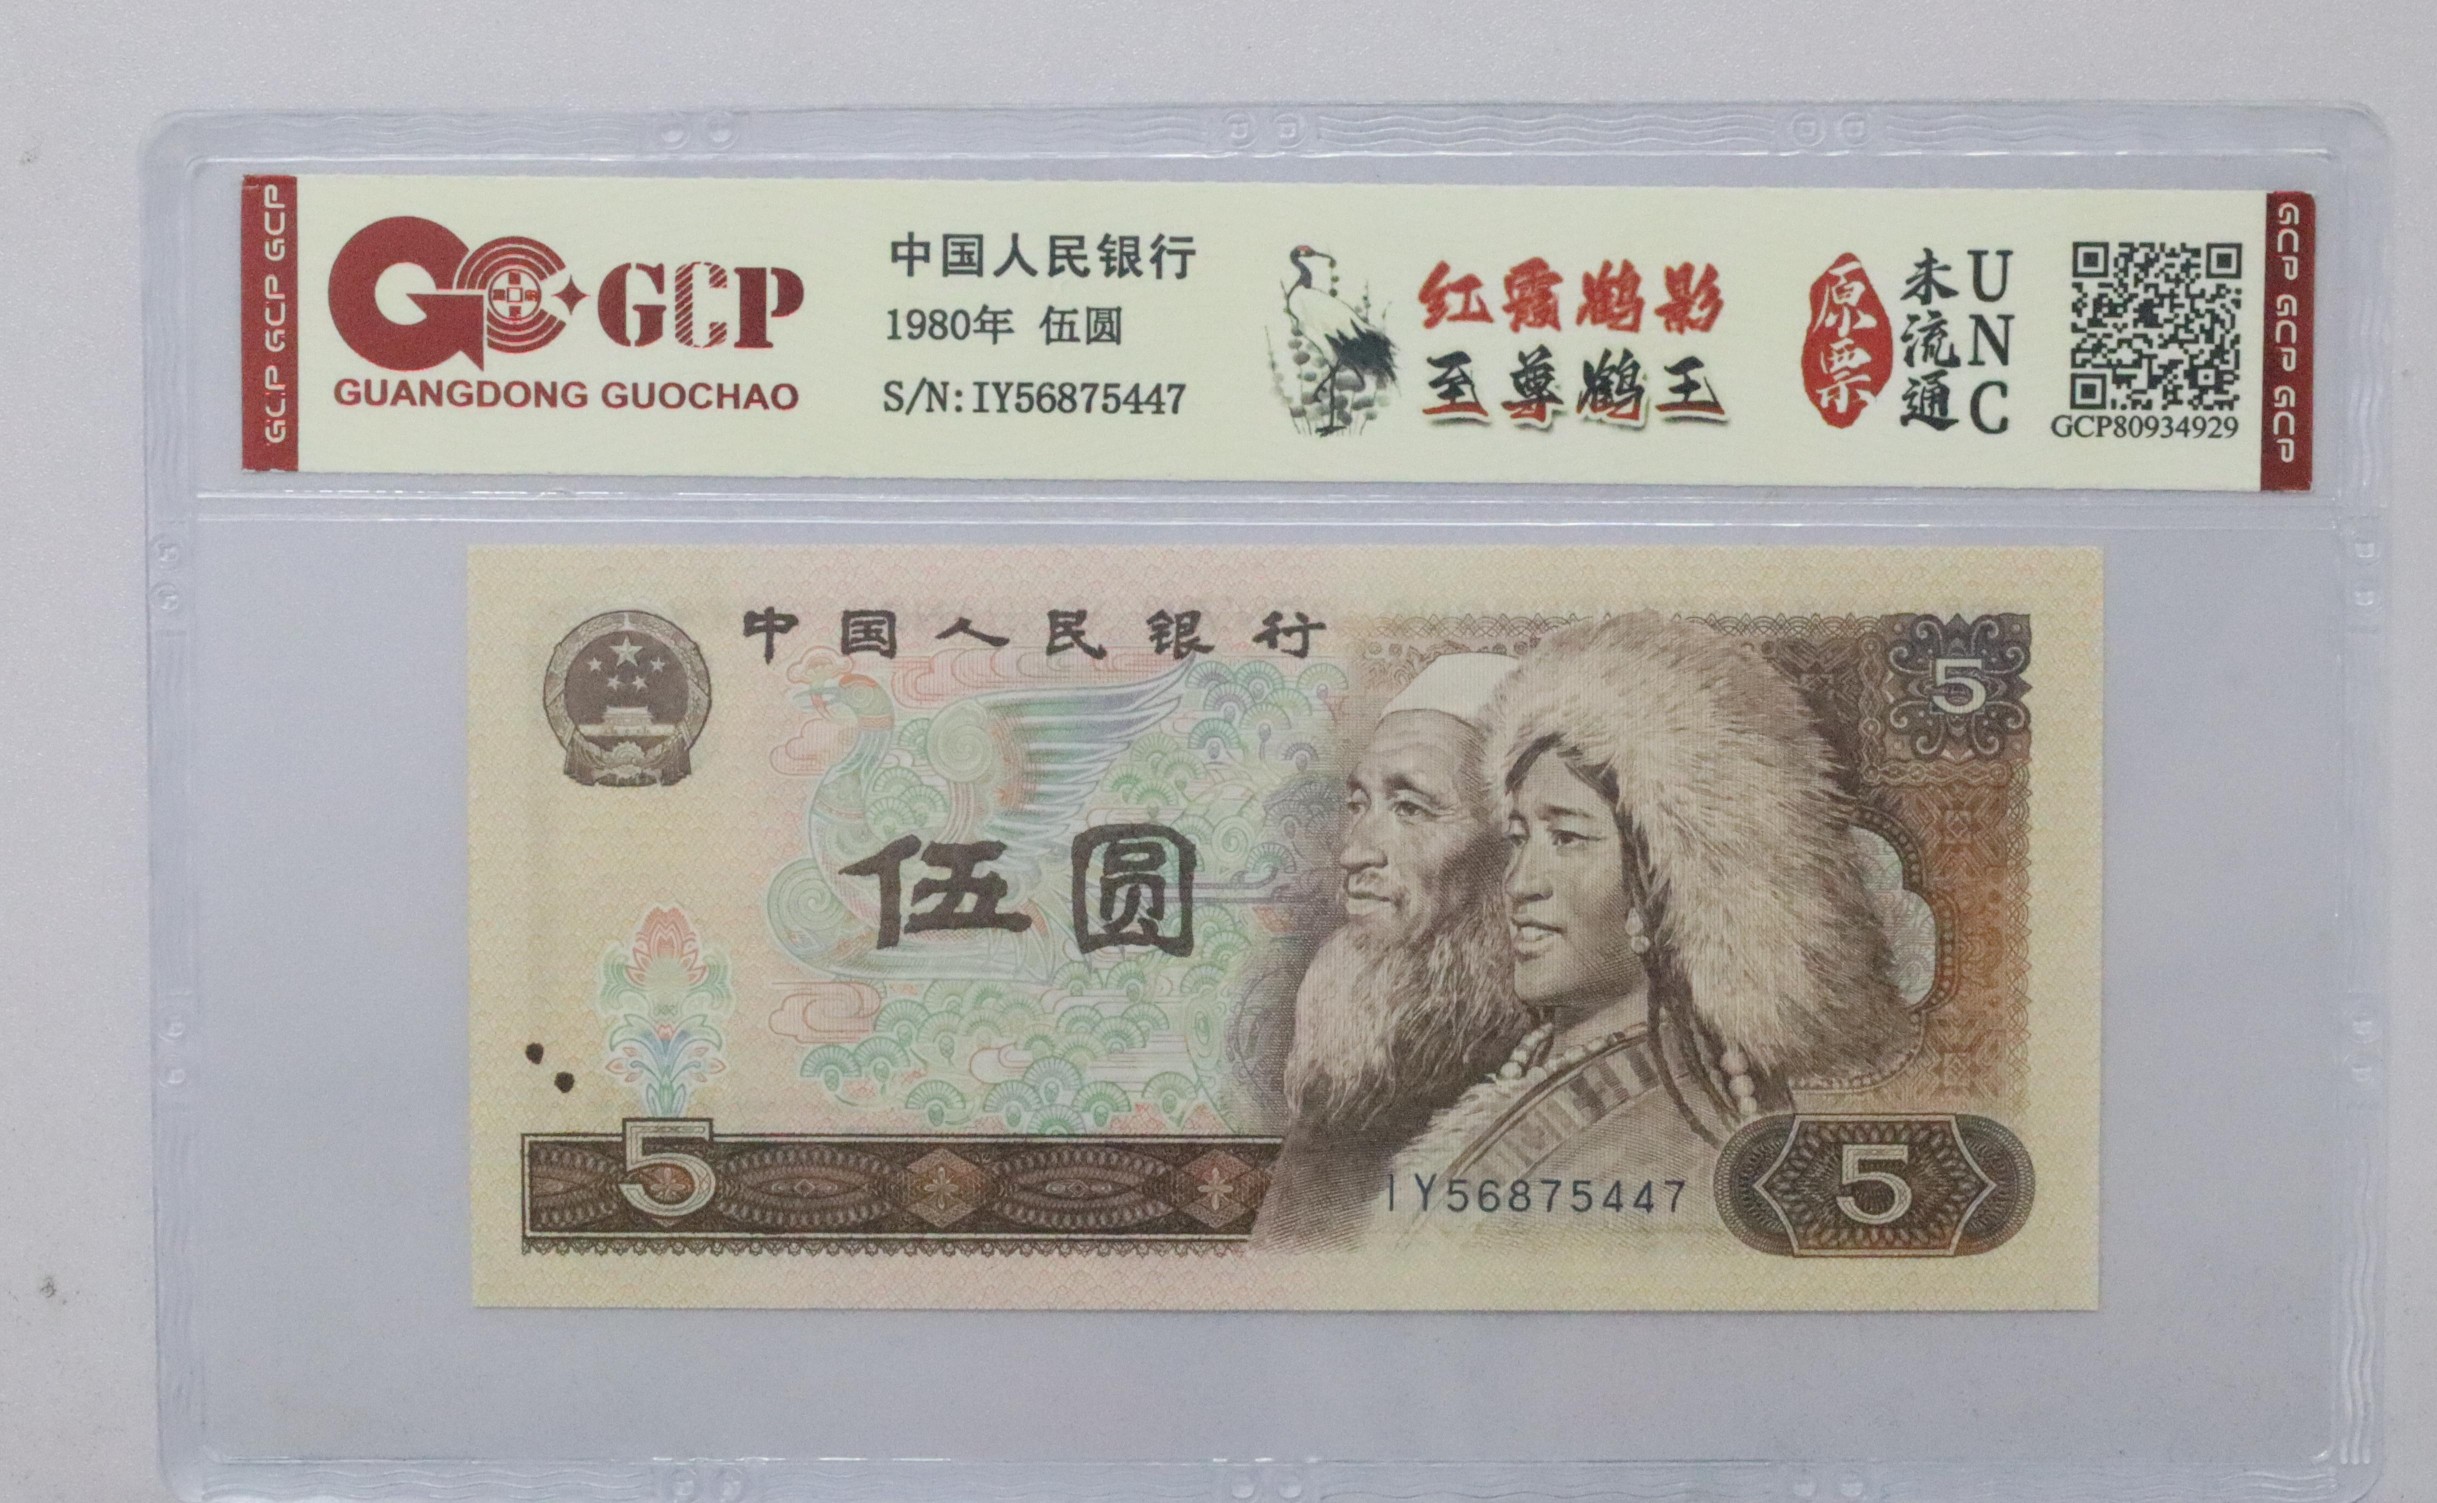 GCP GCP GCP
GCP
GUANGDONG GUOCHAO
中国人民银行
1980年 伍圆
S/N: IY56875447
红霞鹤影
至尊鹤王
原票
未流通
UNC
GCP80934929
GCP GCP GCP
中国人民银行
5
伍圆
5
IY56875447
5